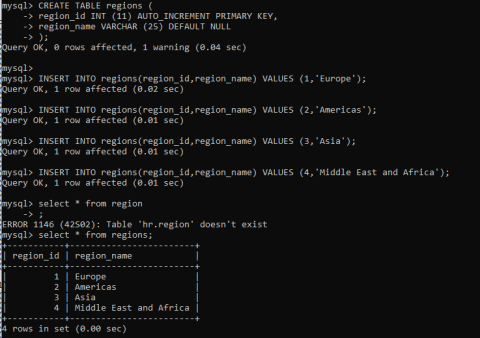 mysql> CREATE TABLE regions (
    -> region_id INT (11) AUTO_INCREMENT PRIMARY KEY,
    -> region_name VARCHAR (25) DEFAULT NULL
    -> );
Query OK, 0 rows affected, 1 warning (0.04 sec)

mysql>
mysql> INSERT INTO regions(region_id,region_name) VALUES (1,'Europe');
Query OK, 1 row affected (0.02 sec)

mysql> INSERT INTO regions(region_id,region_name) VALUES (2,'Americas');
Query OK, 1 row affected (0.01 sec)

mysql> INSERT INTO regions(region_id,region_name) VALUES (3,'Asia');
Query OK, 1 row affected (0.01 sec)

mysql> INSERT INTO regions(region_id,region_name) VALUES (4,'Middle East and Africa');
Query OK, 1 row affected (0.01 sec)

mysql> select * from region
    -> ;
ERROR 1146 (42S02): Table 'hr.region' doesn't exist
mysql> select * from regions;
+-----------+------------------------+
| region_id | region_name            |
+-----------+------------------------+
|         1 | Europe                 |
|         2 | Americas               |
|         3 | Asia                   |
|         4 | Middle East and Africa |
+-----------+------------------------+
4 rows in set (0.00 sec)